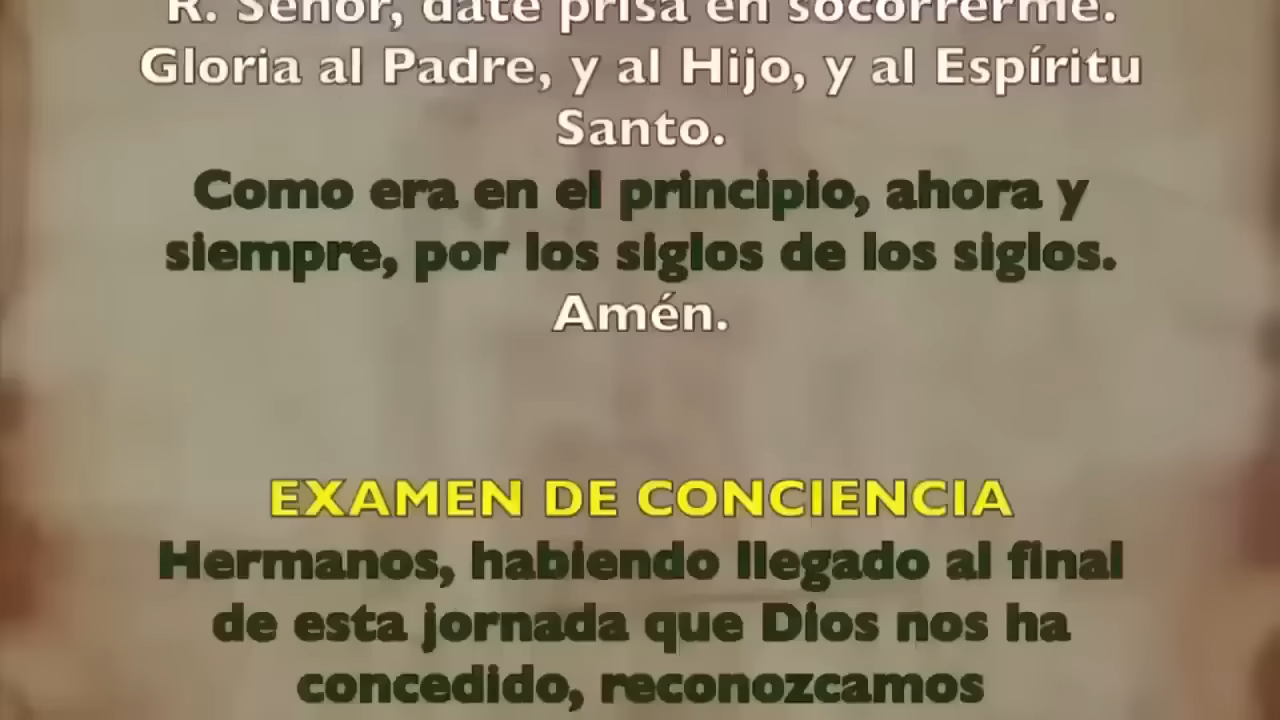 R. Señor, date prisa en socorrerme.
Gloria al Padre, y al Hijo, y al Espíritu
Santo.
Como era en el principio, ahora y
siempre, por los siglos de los siglos.
Amén.
EXAMEN DE CONCIENCIA
Hermanos, habiendo llegado al final
de esta jornada que Dios nos ha
concedido, reconozcamos